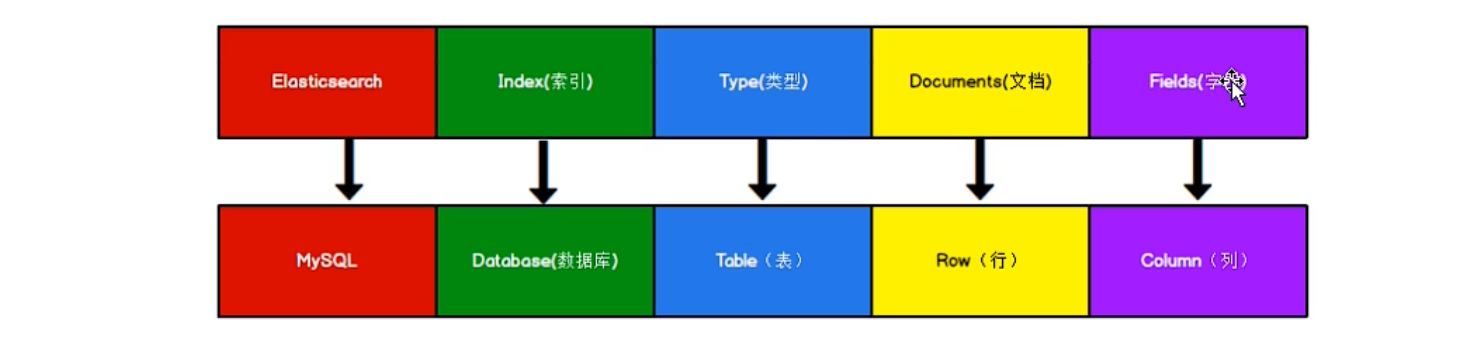 Elasticsearch
Index(索引)
Type(类型)
Documents(文档)
Fields(字
MySQL
Database(数据库)
Table（表）
Row（行）
Column（列）